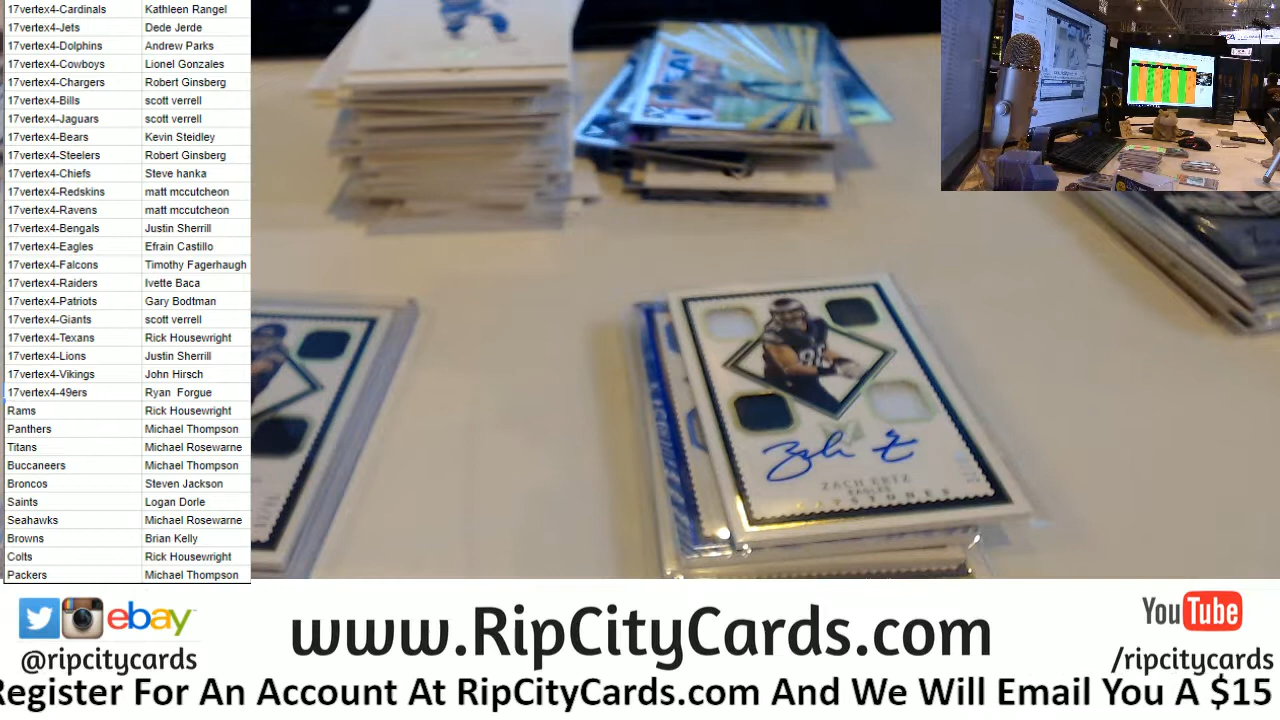 17vertex4-Cardinals Kathleen Rangel
17vertex4-Jets Dede Jerde
17vertex4-Dolphins Andrew Parks
17vertex4-Cowboys Lionel Gonzales
17vertex4-Chargers Robert Ginsberg
17vertex4-Bills scott verrell
17vertex4-Jaguars scott verrell
17vertex4-Bears Kevin Steidley
17vertex4-Steelers Robert Ginsberg
17vertex4-Chiefs Steve hanka
17vertex4-Redskins matt mccutcheon
17vertex4-Ravens matt mccutcheon
17vertex4-Bengals Justin Sherrill
17vertex4-Eagles Efrain Castillo
17vertex4-Falcons Timothy Fagerhaugh
17vertex4-Raiders Ivette Baca
17vertex4-Patriots Gary Bodtman
17vertex4-Giants scott verrell
17vertex4-Texans Rick Housewright
17vertex4-Lions Justin Sherrill
17vertex4-Vikings John Hirsch
17vertex4-49ers Ryan Forgue
Rams Rick Housewright
Panthers Michael Thompson
Titans Michael Rosewarne
Buccaneers Michael Thompson
Broncos Steven Jackson
Saints Logan Dorle
Seahawks Michael Rosewarne
Browns Brian Kelly
Colts Rick Housewright
Packers Michael Thompson
ZACH ERTZ
EAGLES
KEYSTONES
ebay
@ripcitycards
www.RipCityCards.com
YouTube
/ripcitycards
Register For An Account At RipCityCards.com And We Will Email You A $15